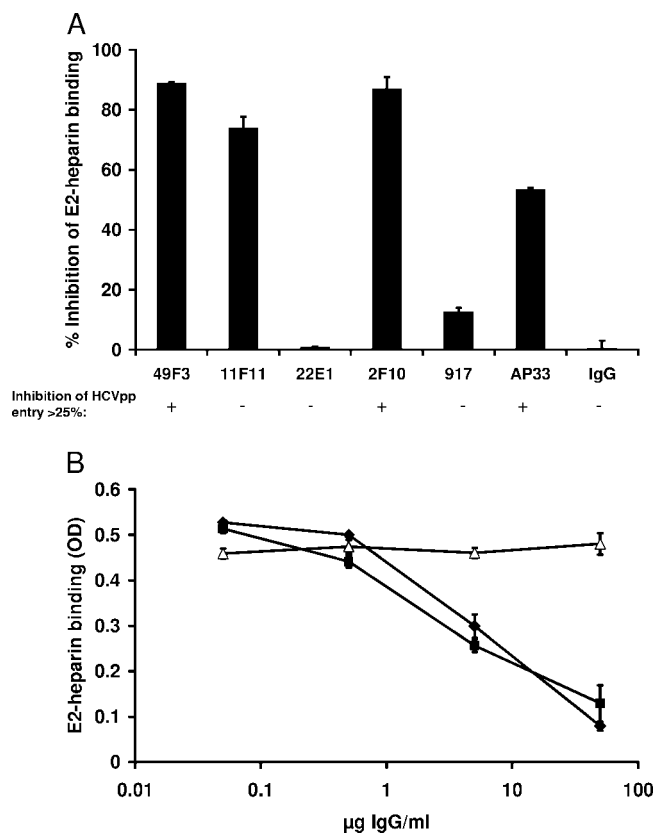 A
% Inhibition of E2-heparin binding
100
80
60
40
20
0
49F3 11F11 22E1 2F10 917 AP33 IgG
Inhibition of HCVpp
entry >25%:
+ - - + - + -
B
E2-heparin binding (OD)
0.6
0.5
0.4
0.3
0.2
0.1
0
0.01 0.1 1 10 100
µg IgG/ml